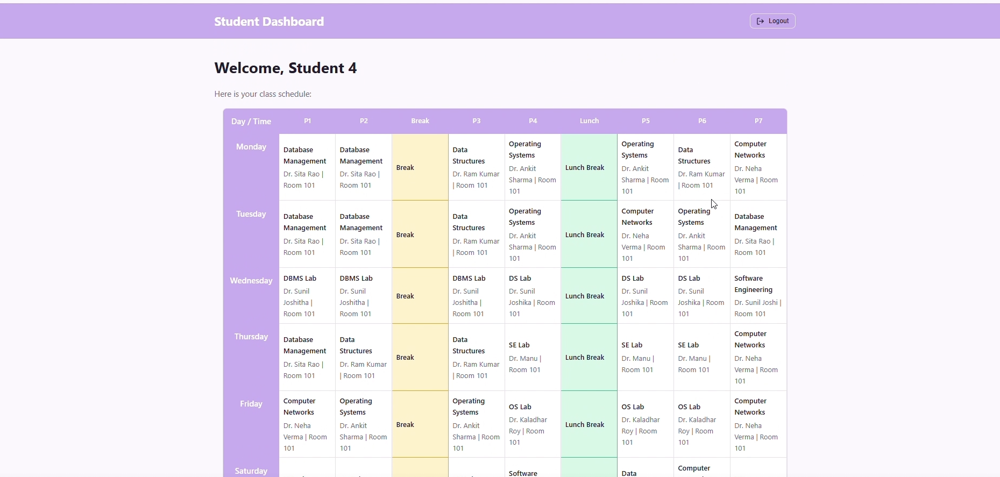 Student Dashboard
Logout
Welcome, Student 4
Here is your class schedule:
Day / Time P1 P2 Break P3 P4 Lunch P5 P6 P7
Monday
Database
Management
Dr. Sita Rao |
Room 101
Database
Management
Dr. Sita Rao |
Room 101
Break
Data
Structures
Dr. Ram Kumar
| Room 101
Operating
Systems
Dr. Ankit
Sharma | Room
101
Lunch Break
Operating
Systems
Dr. Ankit
Sharma | Room
101
Data
Structures
Dr. Ram Kumar
| Room 101
Computer
Networks
Dr. Neha
Verma | Room
101
Tuesday
Database
Management
Dr. Sita Rao |
Room 101
Database
Management
Dr. Sita Rao |
Room 101
Break
Data
Structures
Dr. Ram Kumar
| Room 101
Operating
Systems
Dr. Ankit
Sharma | Room
101
Lunch Break
Computer
Networks
Dr. Neha
Verma | Room
101
Operating
Systems
Dr. Ankit
Sharma | Room
101
Database
Management
Dr. Sita Rao |
Room 101
Wednesday
DBMS Lab
Dr. Sunil
Joshitha |
Room 101
DBMS Lab
Dr. Sunil
Joshitha |
Room 101
Break
DBMS Lab
Dr. Sunil
Joshitha |
Room 101
DS Lab
Dr. Sunil
Joshika | Room
101
Lunch Break
DS Lab
Dr. Sunil
Joshika | Room
101
DS Lab
Dr. Sunil
Joshika | Room
101
Software
Engineering
Dr. Sunil Joshi |
Room 101
Thursday
Database
Management
Dr. Sita Rao |
Room 101
Data
Structures
Dr. Ram Kumar
| Room 101
Break
Data
Structures
Dr. Ram Kumar
| Room 101
SE Lab
Dr. Manu |
Room 101
Lunch Break
SE Lab
Dr. Manu |
Room 101
SE Lab
Dr. Manu |
Room 101
Computer
Networks
Dr. Neha
Verma | Room
101
Friday
Computer
Networks
Dr. Neha
Verma | Room
101
Operating
Systems
Dr. Ankit
Sharma | Room
101
Break
Operating
Systems
Dr. Ankit
Sharma | Room
101
OS Lab
Dr. Kaladhar
Roy | Room
101
Lunch Break
OS Lab
Dr. Kaladhar
Roy | Room
101
OS Lab
Dr. Kaladhar
Roy | Room
101
Computer
Networks
Dr. Neha
Verma | Room
101
Saturday
Software
Data
Computer